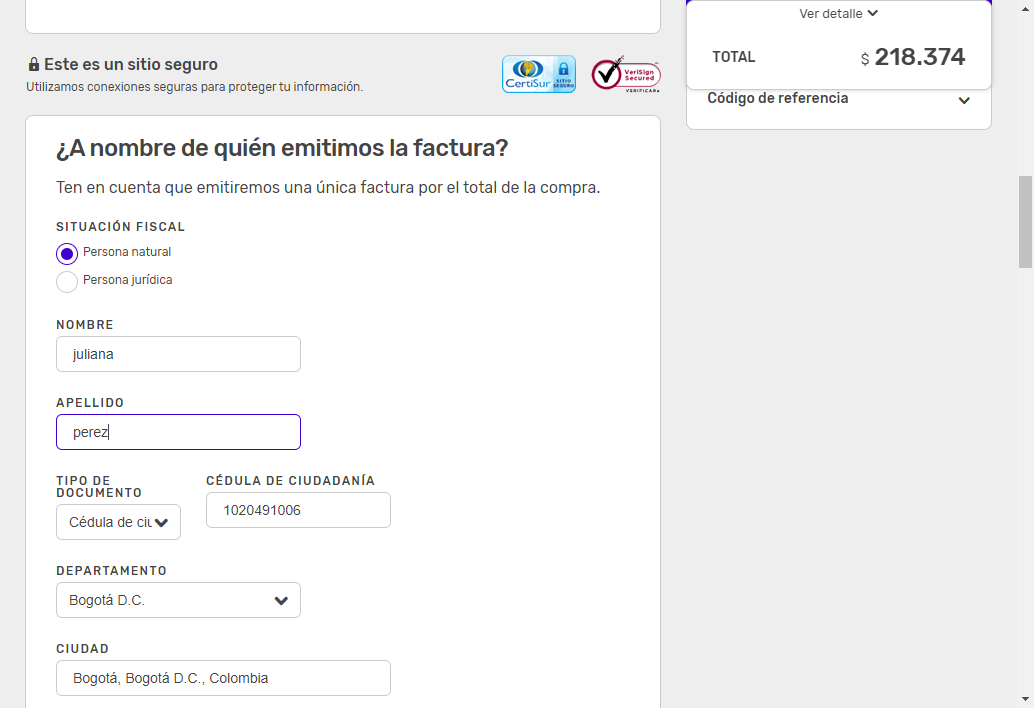 Ver detalle
TOTAL
$ 218.374
Código de referencia
Este es un sitio seguro
Utilizamos conexiones seguras para proteger tu información.
CertiSur
SITIO
SEGURO
VeriSign
Secured
VERIFICAR
¿A nombre de quién emitimos la factura?
Ten en cuenta que emitiremos una única factura por el total de la compra.
SITUACIÓN FISCAL
Persona natural
Persona jurídica
NOMBRE
juliana
APELLIDO
perez
TIPO DE
DOCUMENTO
CÉDULA DE CIUDADANÍA
Cédula de ciu
1020491006
DEPARTAMENTO
Bogotá D.C.
CIUDAD
Bogotá, Bogotá D.C., Colombia